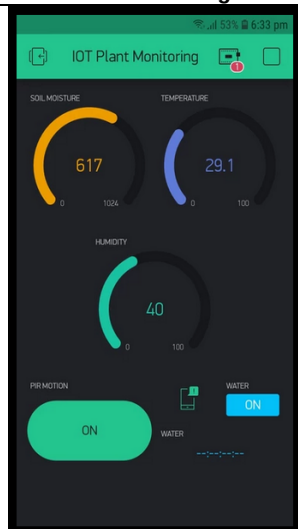 53% 6:33 pm
IOT Plant Monitoring
1
SOIL MOISTURE
TEMPERATURE
617
29.1
0
1024
0
100
HUMIDITY
40
0
100
PIR MOTION
WATER
ON
ON
WATER
--:--:--:--